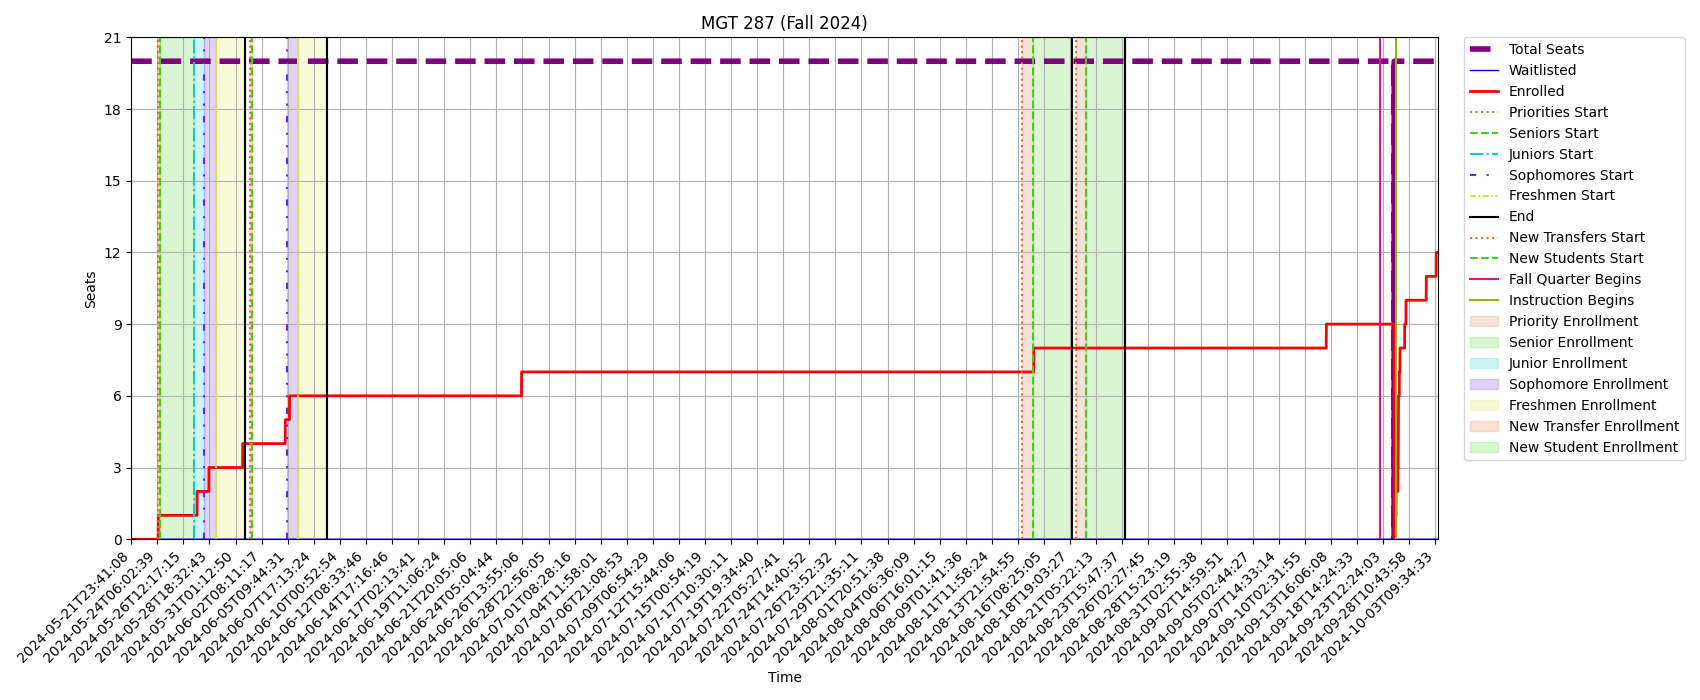 MGT 287 (Fall 2024)
21
18
15
12
9
6
3
0
Seats
2024-05-21T23:41:08
2024-05-24T06:02:39
2024-05-26T12:17:15
2024-05-28T18:32:43
2024-05-31T01:12:50
2024-06-02T08:11:17
2024-06-05T09:44:31
2024-06-07T17:13:24
2024-06-10T00:52:54
2024-06-12T08:33:46
2024-06-14T17:16:46
2024-06-17T02:13:41
2024-06-19T11:06:24
2024-06-21T20:05:06
2024-06-24T05:04:44
2024-06-26T13:55:06
2024-06-28T22:56:05
2024-07-01T08:28:16
2024-07-04T11:58:01
2024-07-06T21:08:53
2024-07-09T06:54:29
2024-07-12T15:44:06
2024-07-15T00:54:19
2024-07-17T10:30:11
2024-07-19T19:34:40
2024-07-22T05:27:41
2024-07-24T14:40:52
2024-07-26T23:52:32
2024-07-29T21:35:11
2024-08-01T20:51:38
2024-08-04T06:36:09
2024-08-06T16:01:15
2024-08-09T01:41:36
2024-08-11T11:58:24
2024-08-13T21:54:55
2024-08-16T08:25:05
2024-08-18T19:03:27
2024-08-21T05:22:13
2024-08-23T15:47:37
2024-08-26T02:27:45
2024-08-28T15:23:19
2024-08-31T02:55:38
2024-09-02T14:59:51
2024-09-05T02:44:27
2024-09-07T14:33:14
2024-09-10T02:31:55
2024-09-13T16:06:08
2024-09-18T14:24:33
2024-09-23T12:24:03
2024-09-28T10:43:58
2024-10-03T09:34:33
Time
Total Seats
Waitlisted
Enrolled
Priorities Start
Seniors Start
Juniors Start
Sophomores Start
Freshmen Start
End
New Transfers Start
New Students Start
Fall Quarter Begins
Instruction Begins
Priority Enrollment
Senior Enrollment
Junior Enrollment
Sophomore Enrollment
Freshmen Enrollment
New Transfer Enrollment
New Student Enrollment